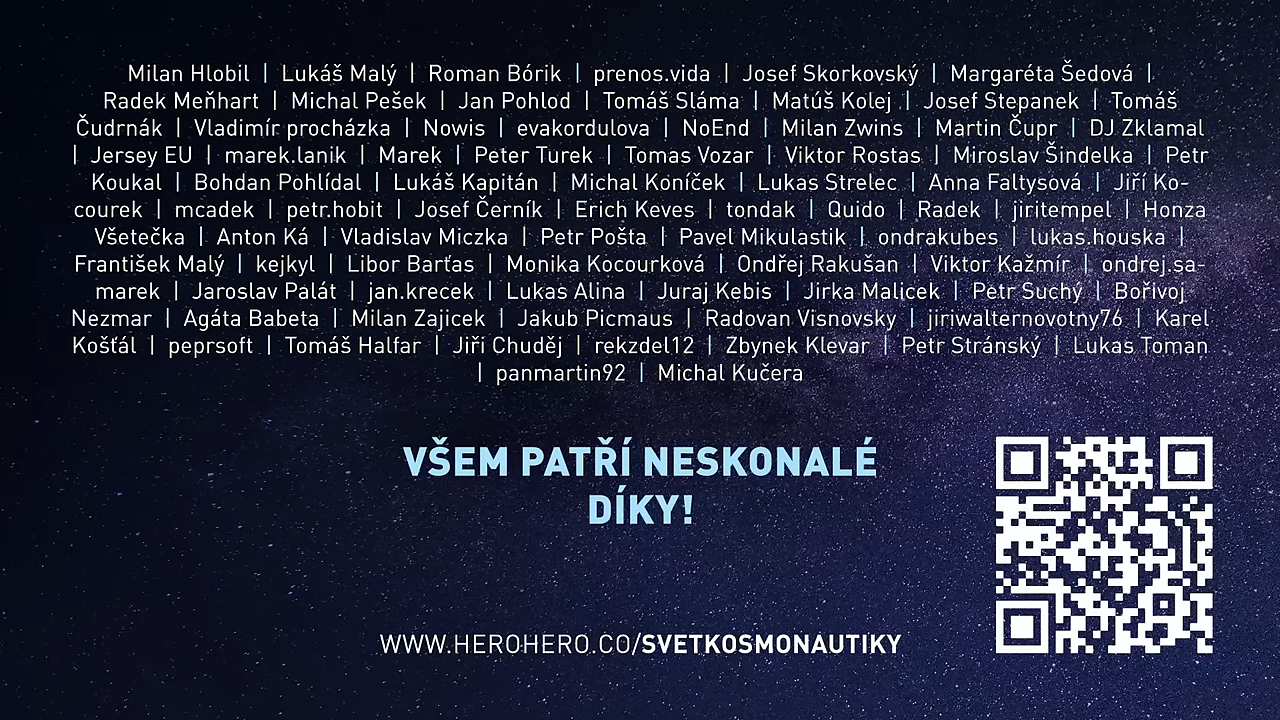 Milan Hlobil | Lukáš Malý | Roman Bórik | prenos.vida | Josef Skorkovský | Margaréta Šedová |
Radek Meňhart | Michal Pešek | Jan Pohlod | Tomáš Sláma | Matúš Kolej | Josef Stepanek | Tomáš
Čudrnák | Vladimír procházka | Nowis | evakordulova | NoEnd | Milan Zwins | Martin Čupr | DJ Zklamal
| Jersey EU | marek.lanik | Marek | Peter Turek | Tomas Vozar | Viktor Rostas | Miroslav Šindelka | Petr
Koukal | Bohdan Pohlídal | Lukáš Kapitán | Michal Koníček | Lukas Strelec | Anna Faltysová | Jiří Ko-
courek | mcadek | petr.hobit | Josef Černík | Erich Keves | tondak | Quido | Radek | jiritempel | Honza
Všetečka | Anton Ká | Vladislav Miczka | Petr Pošta | Pavel Mikulastik | ondrakubes | lukas.houska |
František Malý | kejkyl | Libor Barťas | Monika Kocourková | Ondřej Rakušan | Viktor Kažmír | ondrej.sa-
marek | Jaroslav Palát | jan.krecek | Lukas Alina | Juraj Kebis | Jirka Malicek | Petr Suchý | Bořivoj
Nezmar | Agáta Babeta | Milan Zajicek | Jakub Picmaus | Radovan Visnovsky | jiriwalternovotny76 | Karel
Košťál | peprsoft | Tomáš Halfar | Jiří Chuděj | rekzdel12 | Zbynek Klevar | Petr Stránský | Lukas Toman
| panmartin92 | Michal Kučera
VŠEM PATŘÍ NESKONALÉ
DÍKY!
WWW.HEROHERO.CO/SVETKOSMONAUTIKY